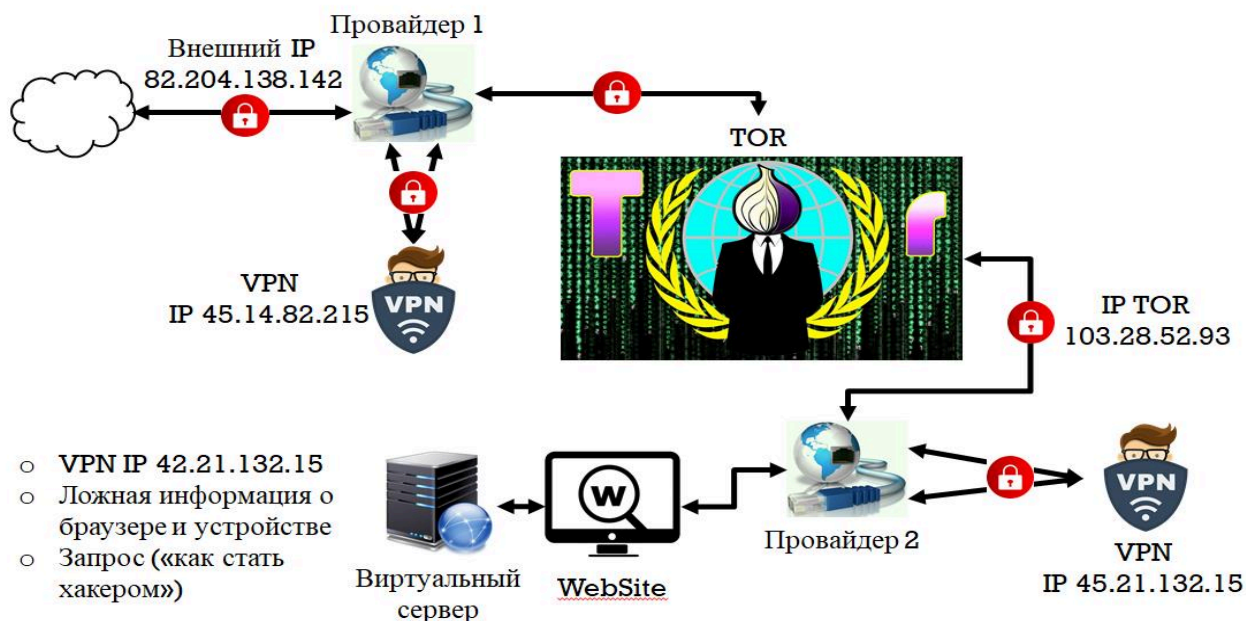 Провайдер 1
Внешний IP
82.204.138.142
TOR
T r
VPN
IP 45.14.82.215
VPN
IP TOR
103.28.52.93
VPN IP 42.21.132.15
Ложная информация о
браузере и устройстве
Запрос («как стать
хакером»)
Виртуальный
сервер
W
WebSite
Провайдер 2
VPN
VPN
IP 45.21.132.15